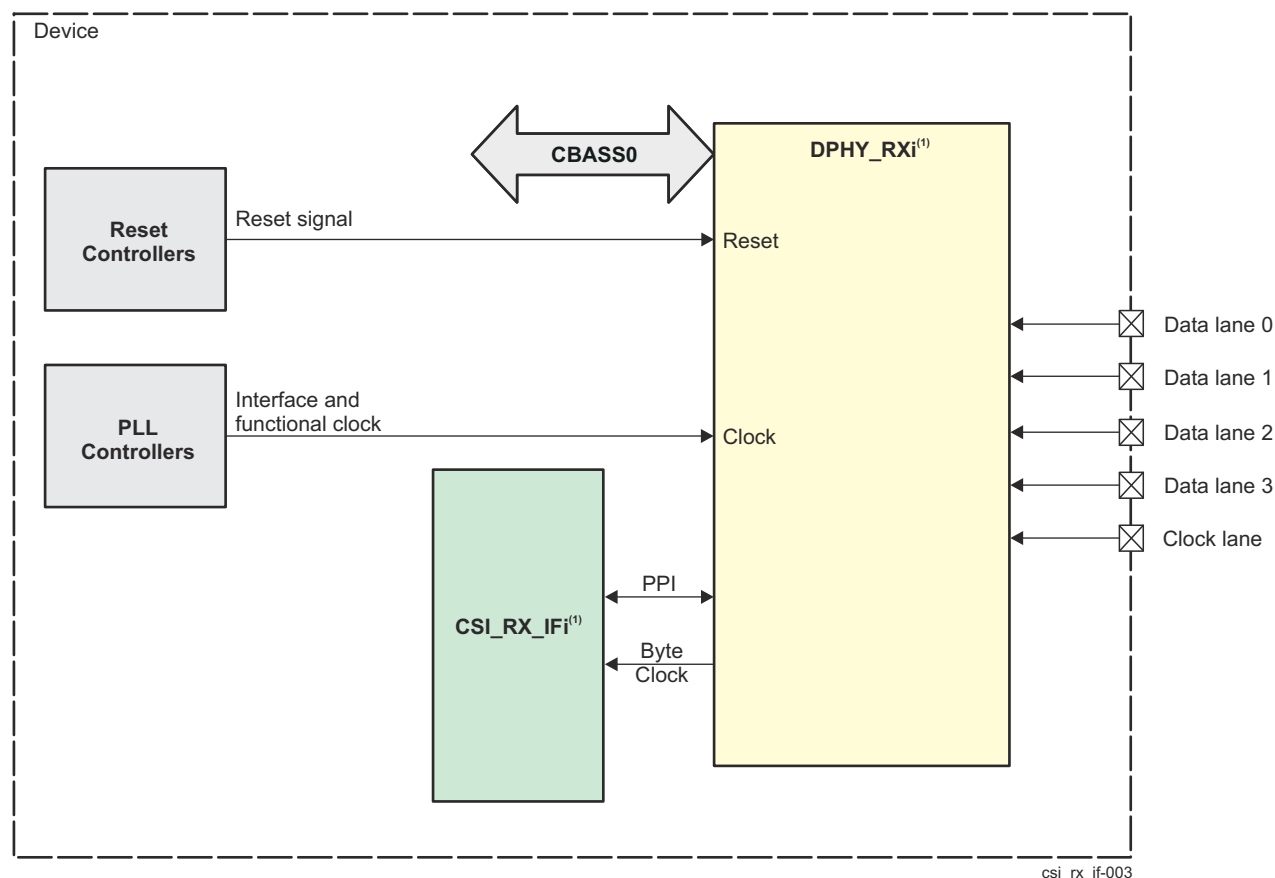 Device
CBASS0
DPHY_RXi(1)
Reset
Controllers
Reset signal
Reset
Data lane 0
Data lane 1
PLL
Controllers
Interface and
functional clock
Clock
Data lane 2
Data lane 3
Clock lane
PPI
CSI_RX_IFi(1)
Byte
Clock
csi_rx_if-003